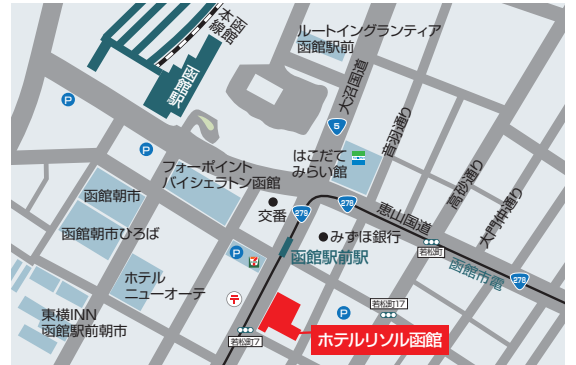 函館本線
函館駅
ルートイングランティア
函館駅前
大沼国道
5
音羽通り
はこだて
みらい館
高砂通り
大門仲通り
P
P
フォーポイント
バイシェラトン函館
函館朝市
交番
279
278
恵山国道
函館朝市ひろば
P
7
みずほ銀行
函館駅前駅
若松町
函館市電
278
ホテル
ニューオーテ
〒
P
若松町17
東横INN
函館駅前朝市
若松町7
ホテルリソル函館